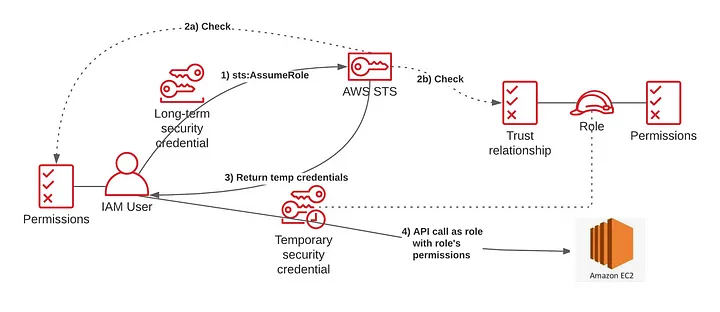 2a) Check
1) sts:AssumeRole
AWS STS
2b) Check
Long-term
security
credential
Trust
relationship
Role
Permissions
3) Return temp credentials
Permissions
IAM User
Temporary
security
credential
4) API call as role
with role's
permissions
Amazon EC2